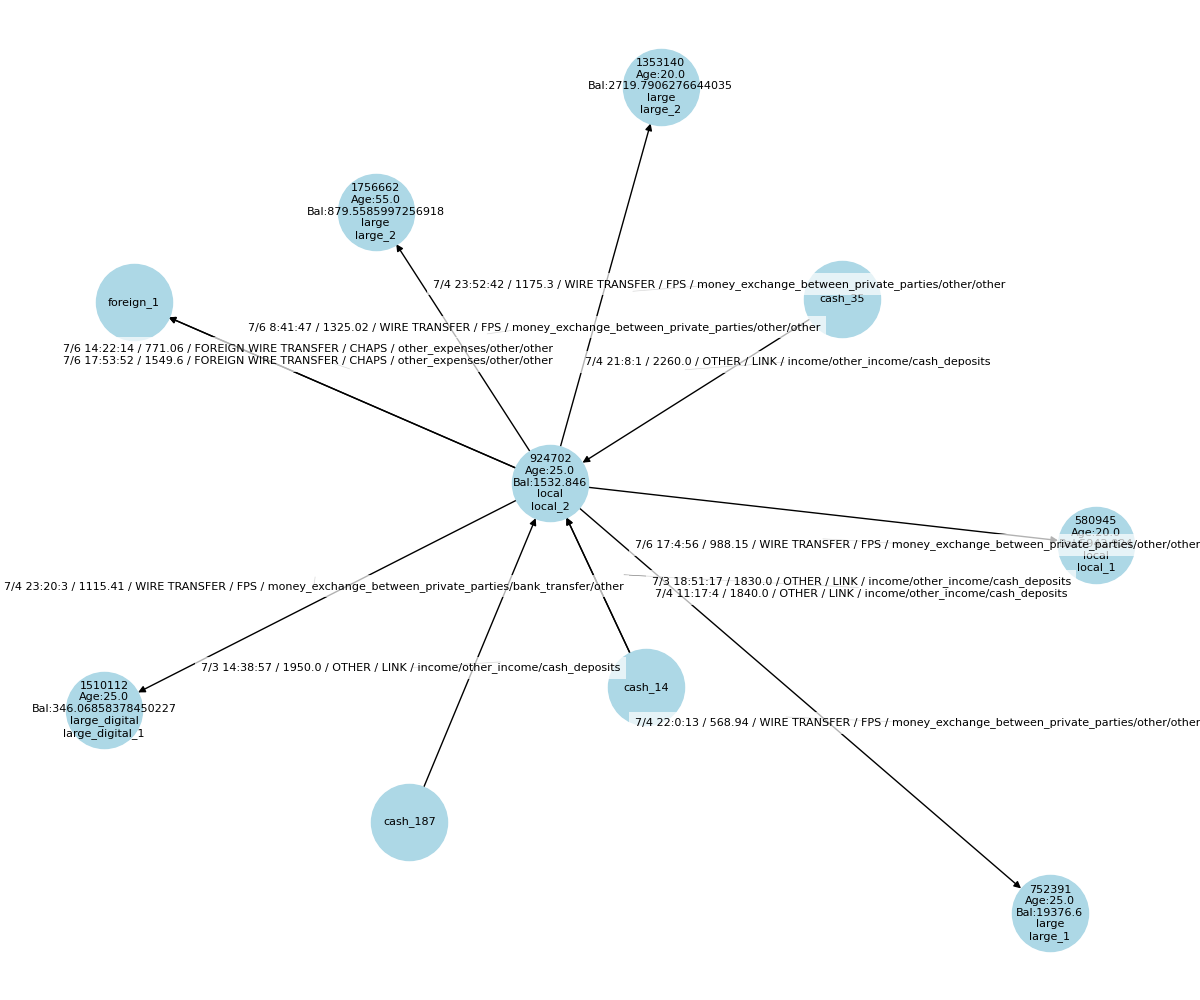 1353140
Age:20.0
Bal:2719.7906276644035
large
large_2
1756662
Age:55.0
Bal:879.5585997256918
large
large_2
foreign_1
cash_35
7/4 23:52:42 / 1175.3 / WIRE TRANSFER / FPS / money_exchange_between_private_parties/other/other
7/6 8:41:47 / 1325.02 / WIRE TRANSFER / FPS / money_exchange_between_private_parties/other/other
7/6 14:22:14 / 771.06 / FOREIGN WIRE TRANSFER / CHAPS / other_expenses/other/other
7/6 17:53:52 / 1549.6 / FOREIGN WIRE TRANSFER / CHAPS / other_expenses/other/other
7/4 21:8:1 / 2260.0 / OTHER / LINK / income/other_income/cash_deposits
924702
Age:25.0
Bal:1532.846
local
local_2
580945
Age:20.0
local
local_1
7/6 17:4:56 / 988.15 / WIRE TRANSFER / FPS / money_exchange_between_private_parties/other/other
7/3 18:51:17 / 1830.0 / OTHER / LINK / income/other_income/cash_deposits
7/4 11:17:4 / 1840.0 / OTHER / LINK / income/other_income/cash_deposits
7/4 23:20:3 / 1115.41 / WIRE TRANSFER / FPS / money_exchange_between_private_parties/bank_transfer/other
7/3 14:38:57 / 1950.0 / OTHER / LINK / income/other_income/cash_deposits
cash_14
1510112
Age:25.0
Bal:346.06858378450227
large_digital
large_digital_1
7/4 22:0:13 / 568.94 / WIRE TRANSFER / FPS / money_exchange_between_private_parties/other/other
cash_187
752391
Age:25.0
Bal:19376.6
large
large_1